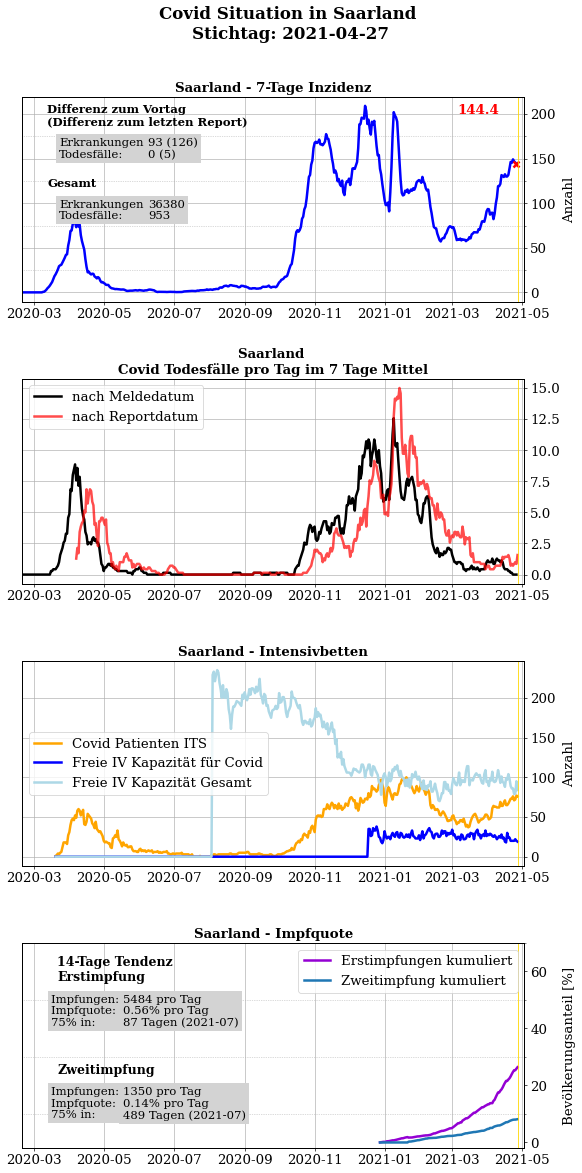 Covid Situation in Saarland
Stichtag: 2021-04-27
Saarland - 7-Tage Inzidenz
Differenz zum Vortag
(Differenz zum letzten Report)
Erkrankungen 93 (126)
Todesfälle: 0 (5)
Gesamt
Erkrankungen 36380
Todesfälle: 953
144.4
200
150
100
50
0
Anzahl
2020-03 2020-05 2020-07 2020-09 2020-11 2021-01 2021-03 2021-05
Saarland
Covid Todesfälle pro Tag im 7 Tage Mittel
nach Meldedatum
nach Reportdatum
15.0
12.5
10.0
7.5
5.0
2.5
0.0
2020-03 2020-05 2020-07 2020-09 2020-11 2021-01 2021-03 2021-05
Saarland - Intensivbetten
Covid Patienten ITS
Freie IV Kapazität für Covid
Freie IV Kapazität Gesamt
200
150
100
50
0
Anzahl
2020-03 2020-05 2020-07 2020-09 2020-11 2021-01 2021-03 2021-05
Saarland - Impfquote
14-Tage Tendenz
Erstimpfung
Impfungen: 5484 pro Tag
Impfquote: 0.56% pro Tag
75% in: 87 Tagen (2021-07)
Zweitimpfung
Impfungen: 1350 pro Tag
Impfquote: 0.14% pro Tag
75% in: 489 Tagen (2021-07)
Erstimpfungen kumuliert
Zweitimpfung kumuliert
60
40
20
0
Bevölkerungsanteil [%]
2020-03 2020-05 2020-07 2020-09 2020-11 2021-01 2021-03 2021-05